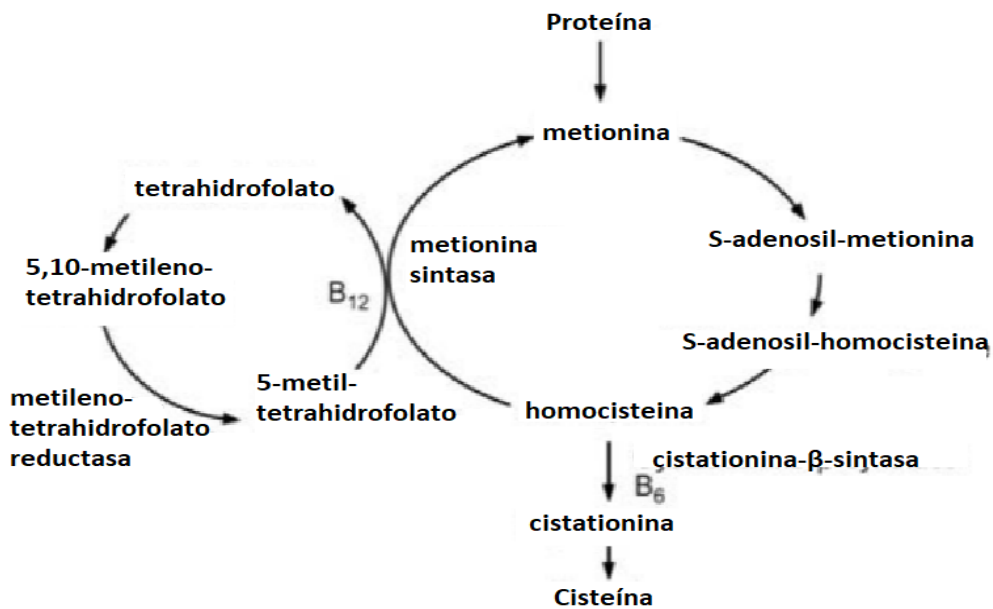 Proteína
metionina
tetrahidrofolato
metionina
sintasa
S-adenosil-metionina
5,10-metileno-
tetrahidrofolato
B12
S-adenosil-homocisteina
5-metil-
tetrahidrofolato
metileno-
tetrahidrofolato
reductasa
homocisteina
cistationina-β-sintasa
B6
cistationina
Cisteína